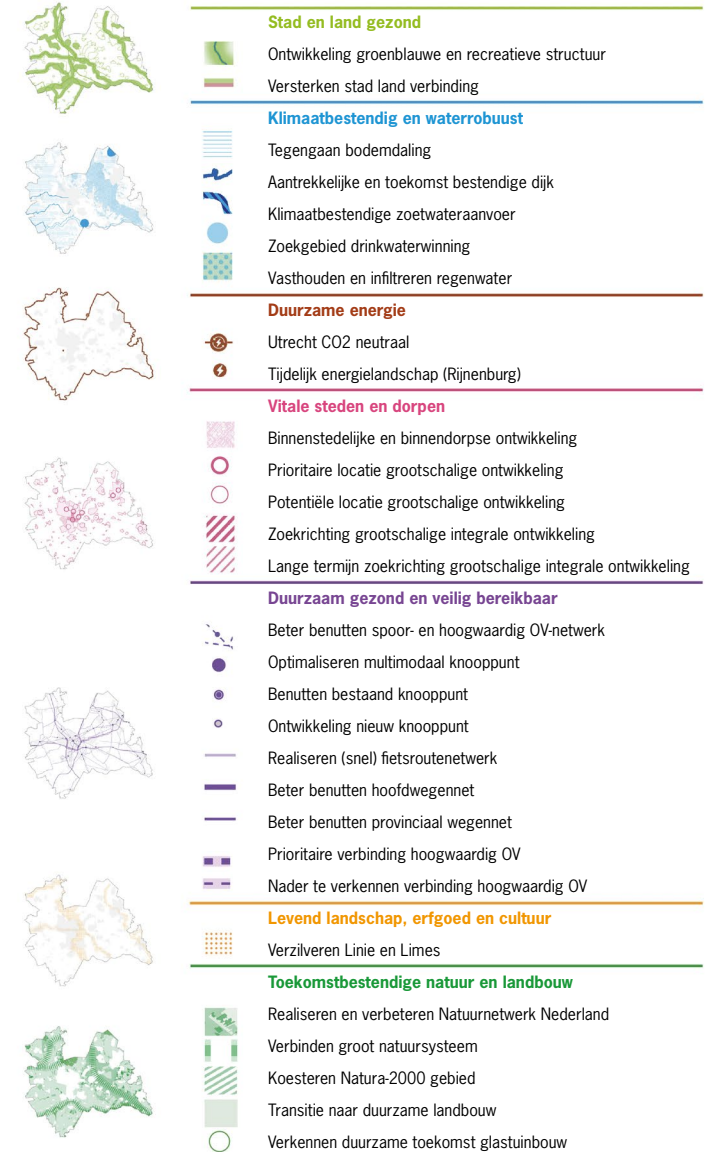 Stad en land gezond
Ontwikkeling groenblauwe en recreatieve structuur
Versterken stad land verbinding
Klimaatbestendig en waterrobuust
Tegengaan bodemdaling
Aantrekkelijke en toekomst bestendige dijk
Klimaatbestendige zoetwateraanvoer
Zoekgebied drinkwaterwinning
Vasthouden en infiltreren regenwater
Duurzame energie
Utrecht CO2 neutraal
Tijdelijk energielandschap (Rijnenburg)
Vitale steden en dorpen
Binnenstedelijke en binnendorpse ontwikkeling
Prioritaire locatie grootschalige ontwikkeling
Potentiële locatie grootschalige ontwikkeling
Zoekrichting grootschalige integrale ontwikkeling
Lange termijn zoekrichting grootschalige integrale ontwikkeling
Duurzaam gezond en veilig bereikbaar
Beter benutten spoor- en hoogwaardig OV-netwerk
Optimaliseren multimodaal knooppunt
Benutten bestaand knooppunt
Ontwikkeling nieuw knooppunt
Realiseren (snel) fietsroutenetwerk
Beter benutten hoofdwegennet
Beter benutten provinciaal wegennet
Prioritaire verbinding hoogwaardig OV
Nader te verkennen verbinding hoogwaardig OV
Levend landschap, erfgoed en cultuur
Verzilveren Linie en Limes
Toekomstbestendige natuur en landbouw
Realiseren en verbeteren Natuurnetwerk Nederland
Verbinden groot natuursysteem
Koesteren Natura-2000 gebied
Transitie naar duurzame landbouw
Verkennen duurzame toekomst glastuinbouw